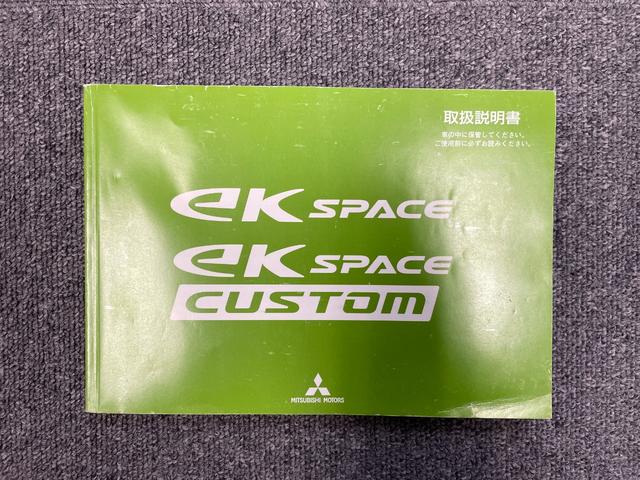 取扱説明書
車の中に保管してください。
ご使用前に必ずお読みください。
eK SPACE
eK SPACE
CUSTOM
MITSUBISHI MOTORS